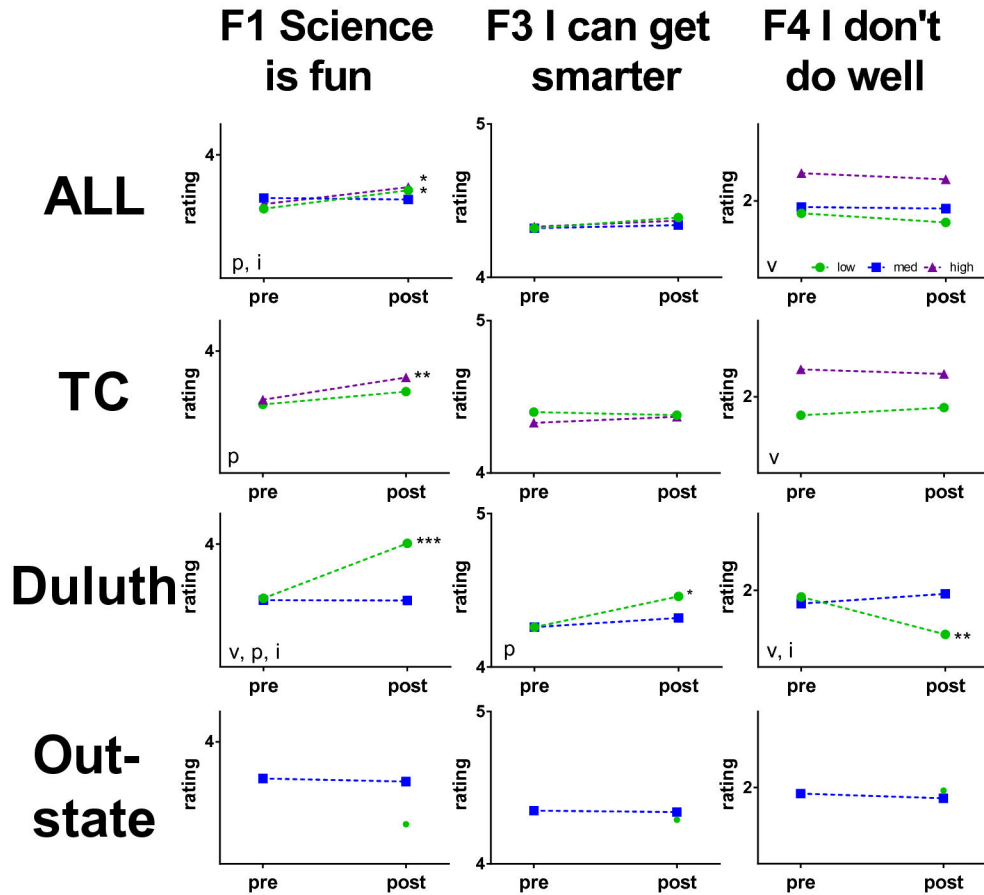 F1 Science is fun
F3 I can get smarter
F4 I don't do well
ALL
rating
4
*
*
p, i
pre
post
rating
5
4
pre
post
rating
2
v
low
med
high
pre
post
TC
rating
4
**
p
pre
post
rating
5
4
pre
post
rating
2
v
pre
post
Duluth
rating
4
***
v, p, i
pre
post
rating
5
4
*
p
pre
post
rating
2
**
v, i
pre
post
Out-
state
rating
4
pre
post
rating
5
4
pre
post
rating
2
pre
post